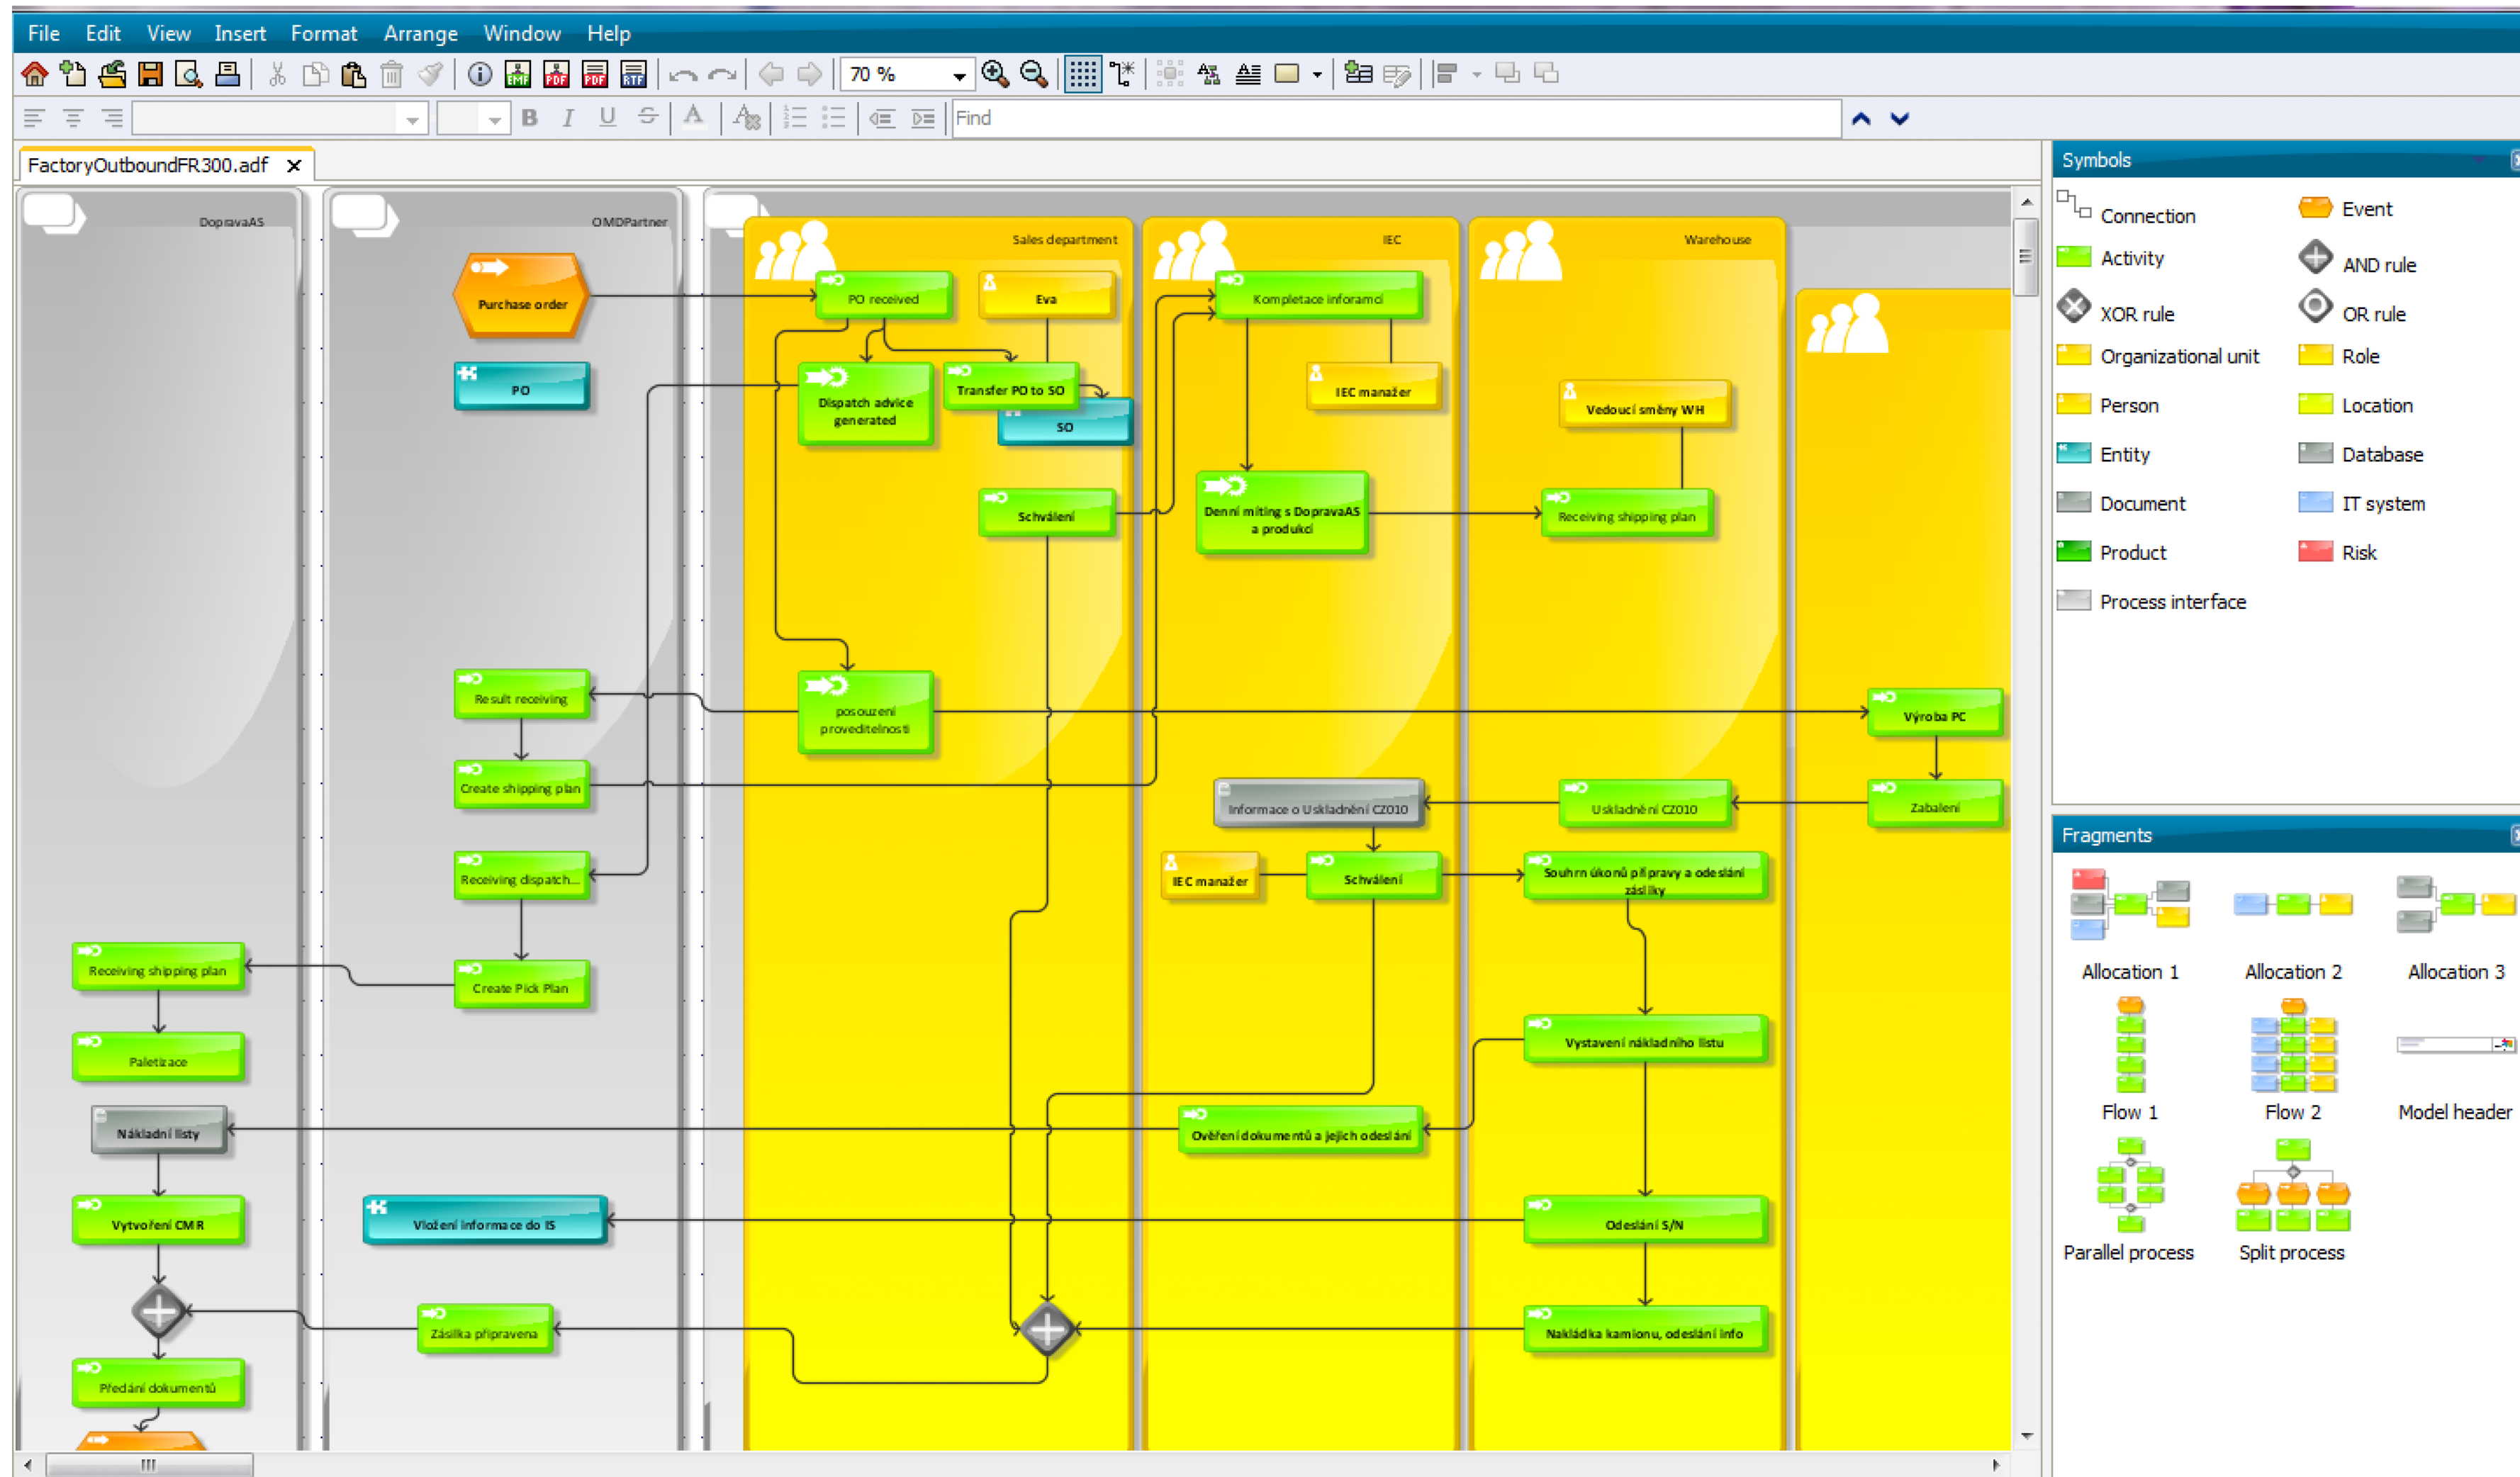 File Edit View Insert Format Arrange Window Help
70 %
B I U S A
Find
FactoryOutboundFR300.adf
DopravaAS
OMDPartner
Sales department
IEC
Warehouse
Purchase order
PO received
Eva
Kompletace inforamcí
PO
Dispatch advice
generated
Transfer PO to SO
SO
IEC manažer
Vedoucí směny WH
Schválení
Denní míting s DopravaAS
a produkcí
Receiving shipping plan
Result receiving
posouzení
proveditelnosti
Výroba PC
Create shipping plan
Informace o Uskladnění CZ010
Uskladnění CZ010
Zabalení
Receiving dispatch...
IEC manažer
Schválení
Souhrn úkonů přípravy a odeslání
zásilky
Receiving shipping plan
Create Pick Plan
Paletizace
Vystavení nákladního listu
Nákladní listy
Ověření dokumentů a jejich odeslání
Vytvoření CMR
Vložení informace do IS
Odeslání S/N
Zásilka připravena
Nakládka kamionu, odeslání info
Předání dokumentů
Symbols
Connection Event
Activity AND rule
XOR rule OR rule
Organizational unit Role
Person Location
Entity Database
Document IT system
Product Risk
Process interface
Fragments
Allocation 1 Allocation 2 Allocation 3
Flow 1 Flow 2 Model header
Parallel process Split process